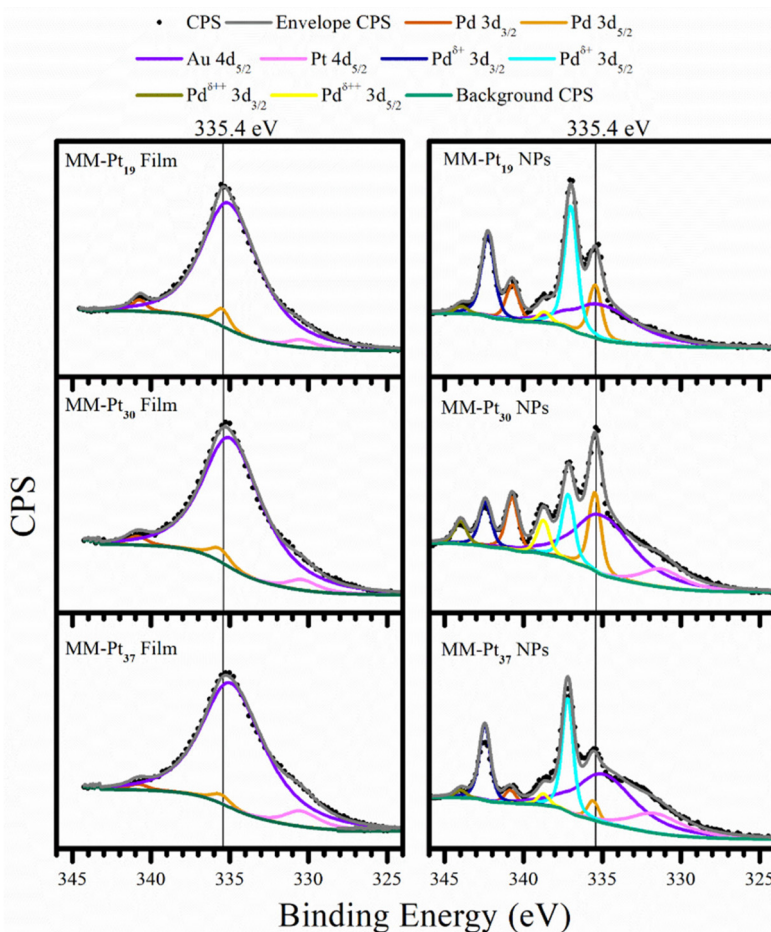 CPS Envelope CPS Pd 3d3/2 Pd 3d5/2
Au 4d5/2 Pt 4d5/2 Pdδ+ 3d3/2 Pdδ+ 3d5/2
Pdδ++ 3d3/2 Pdδ++ 3d5/2 Background CPS
335.4 eV 335.4 eV
MM-Pt19 Film MM-Pt19 NPs
MM-Pt30 Film MM-Pt30 NPs
MM-Pt37 Film MM-Pt37 NPs
CPS
345 340 335 330 325 345 340 335 330 325
Binding Energy (eV)